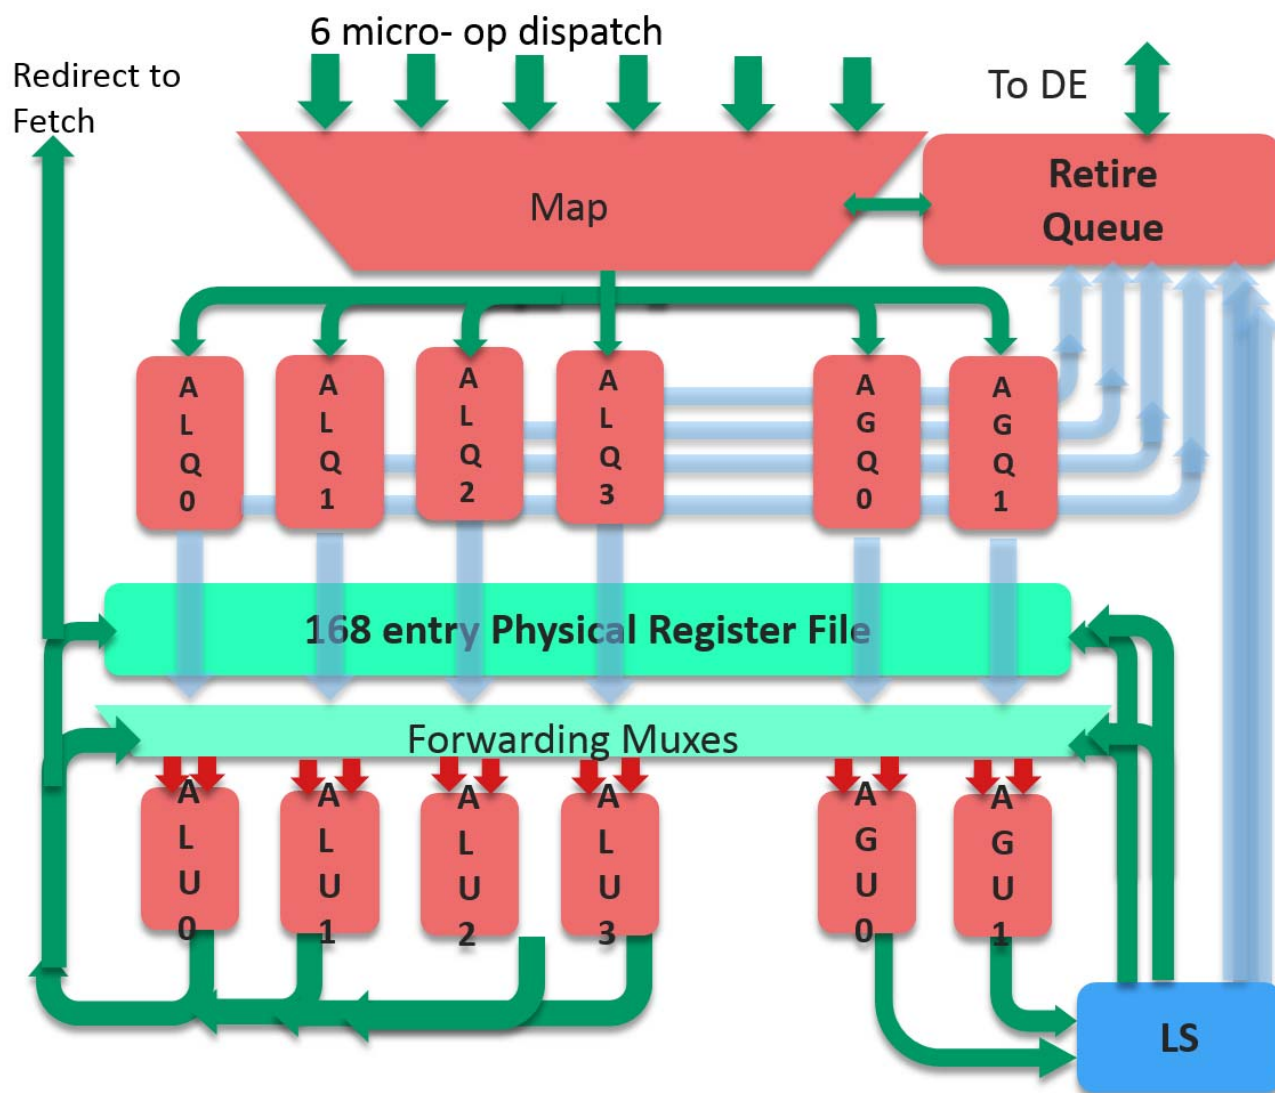 6 micro- op dispatch
Redirect to
Fetch
To DE
Map
Retire
Queue
A
L
Q
0
A
L
Q
1
A
L
Q
2
A
L
Q
3
A
G
Q
0
A
G
Q
1
168 entry Physical Register File
Forwarding Muxes
A
L
U
0
A
L
U
1
A
L
U
2
A
L
U
3
A
G
U
0
A
G
U
1
LS